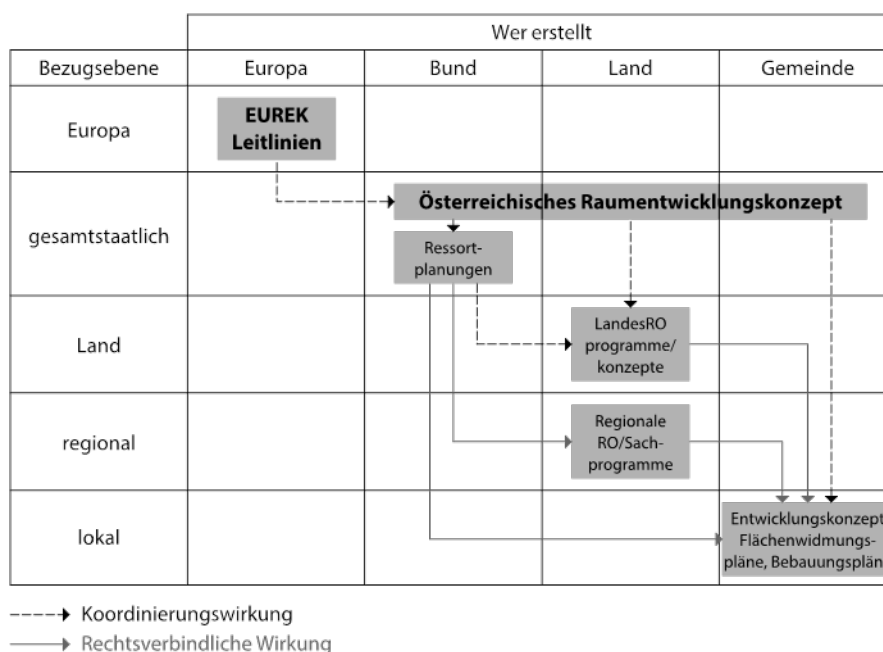 Wer erstellt
Bezugsebene Europa Bund Land Gemeinde
Europa
EUREK
Leitlinien
gesamtstaatlich
Österreichisches Raumentwicklungskonzept
Ressort-
planungen
Land
LandesRO
programme/
konzepte
regional
Regionale
RO/Sach-
programme
lokal
Entwicklungskonzept
Flächenwidmungs-
pläne, Bebauungsplän
Koordinierungswirkung
Rechtsverbindliche Wirkung